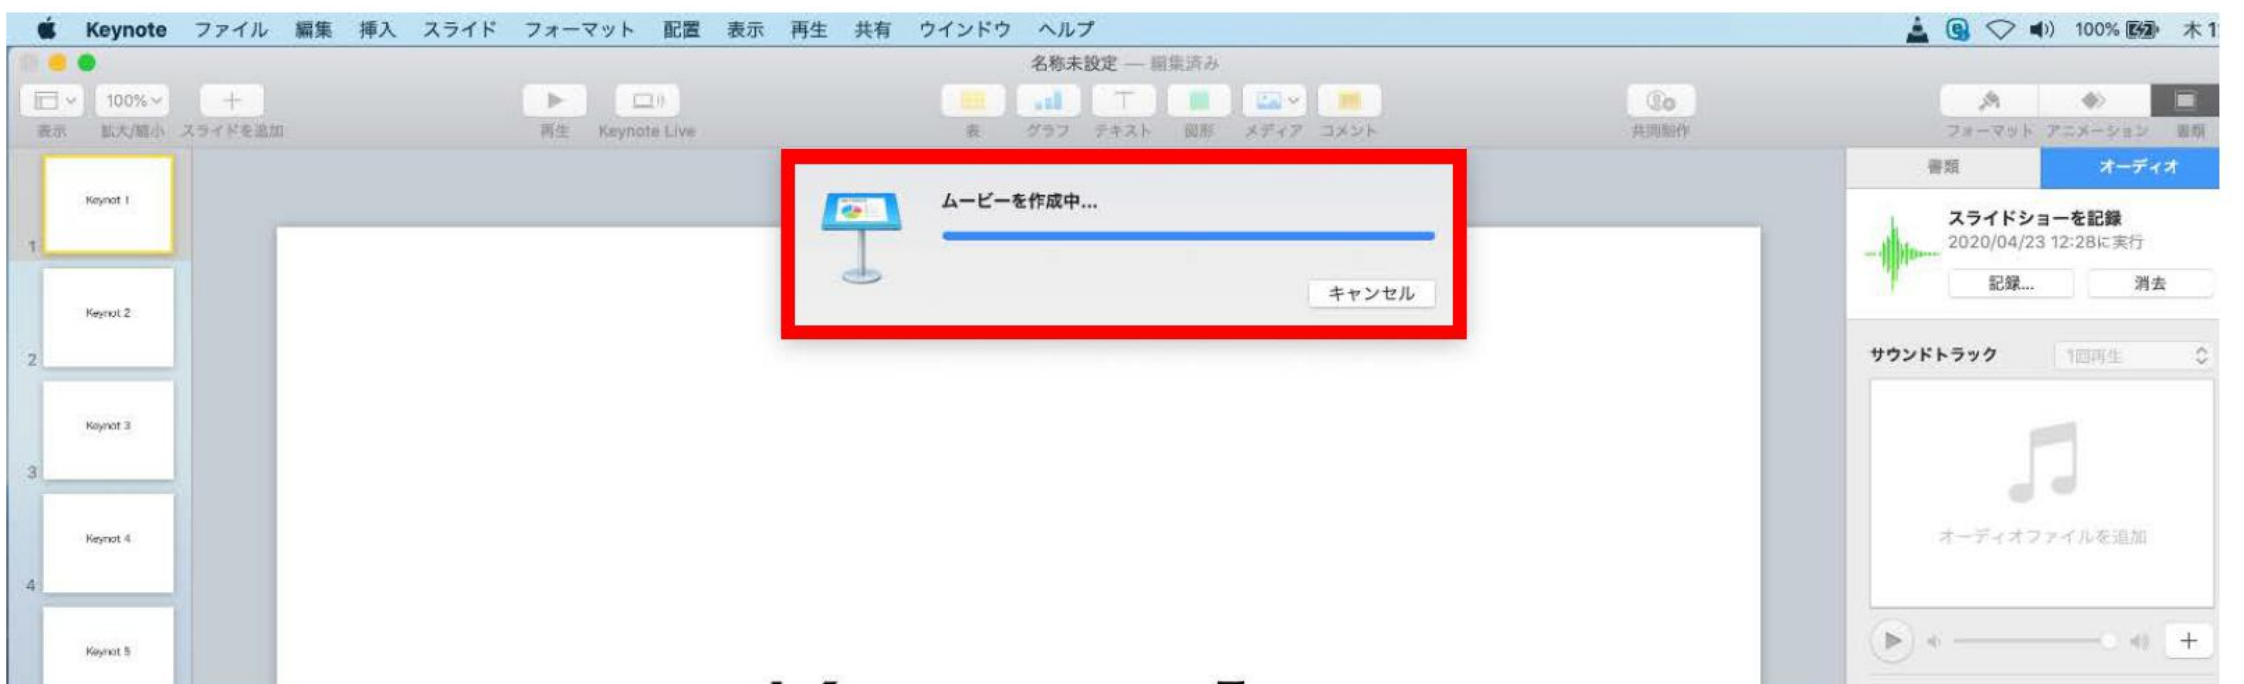 Keynote ファイル 編集 挿入 スライド フォーマット 配置 表示 再生 共有 ウインドウ ヘルプ 100% 木 1
名称未設定 — 編集済み
100%
表示 拡大/縮小 スライドを追加 再生 Keynote Live 表 グラフ テキスト 図形 メディア コメント 共同制作 フォーマット アニメーション 書類
書類 オーディオ
Keynot 1
1
Keynot 2
2
Keynot 3
3
Keynot 4
4
Keynot 5
ムービーを作成中...
キャンセル
スライドショーを記録
2020/04/23 12:28に実行
記録... 消去
サウンドトラック 1回再生
オーディオファイルを追加